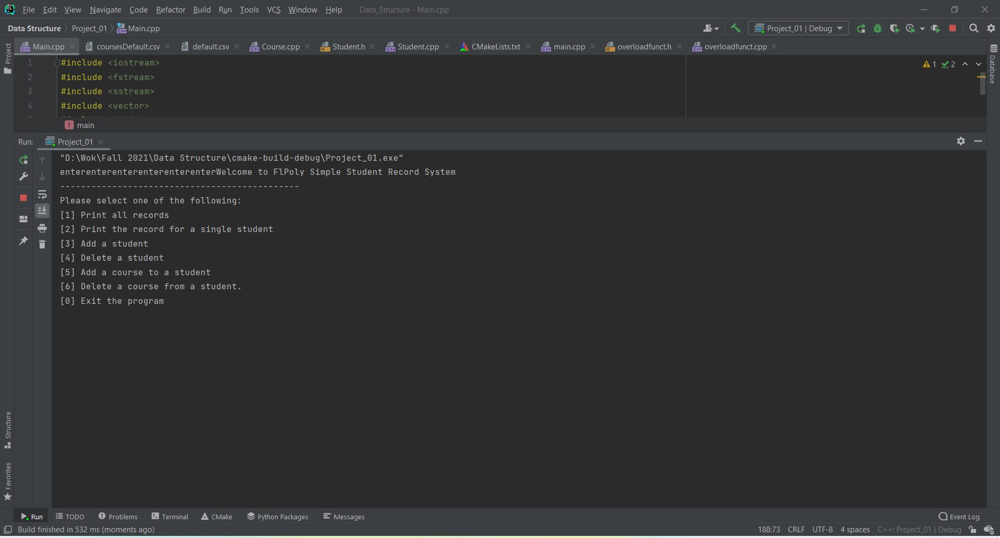 File Edit View Navigate Code Refactor Build Run Tools VCS Window Help Data_Structure - Main.cpp
Data Structure Project_01 Main.cpp Project_01 | Debug
Project
Main.cpp coursesDefault.csv default.csv Course.cpp Student.h Student.cpp CMakeLists.txt main.cpp overloadfunct.h overloadfunct.cpp
Database
1 #include <iostream> 1 2
2 #include <fstream>
3 #include <sstream>
4 #include <vector>
f main
Run: Project_01
"D:\Wok\Fall 2021\Data Structure\cmake-build-debug\Project_01.exe"
enterenterenterenterenterenterWelcome to FlPoly Simple Student Record System
----------------------------------------------
Please select one of the following:
[1] Print all records
[2] Print the record for a single student
[3] Add a student
[4] Delete a student
[5] Add a course to a student
[6] Delete a course from a student.
[0] Exit the program
Structure
Favorites
Run TODO Problems Terminal CMake Python Packages Messages Event Log
Build finished in 532 ms (moments ago) 188:73 CRLF UTF-8 4 spaces C++: Project_01 | Debug